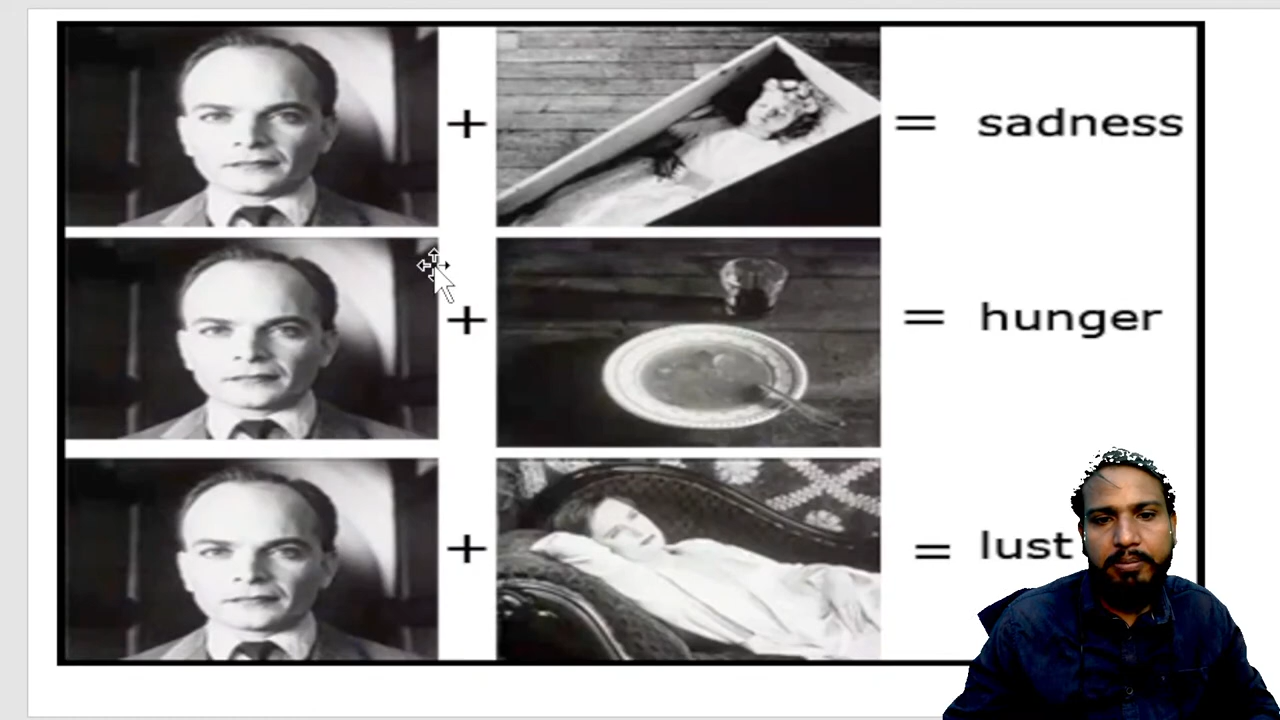 + = sadness
+ = hunger
+ = lust